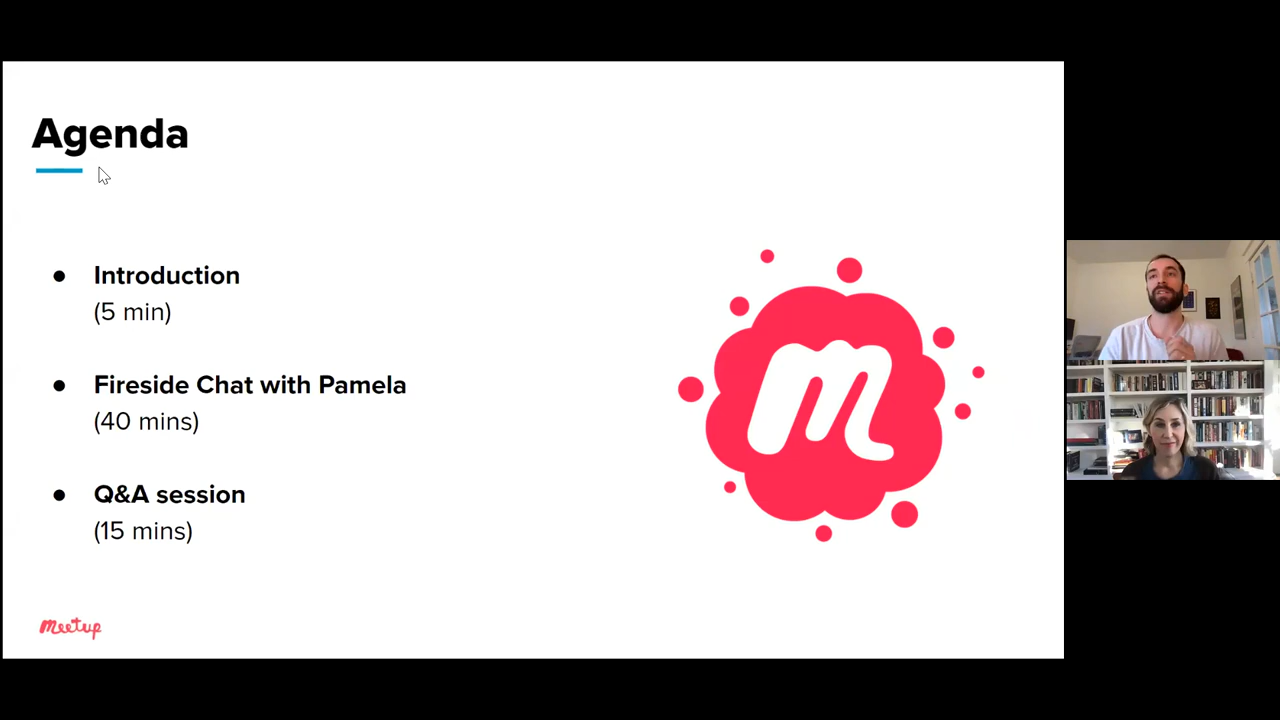 Agenda
Introduction
(5 min)
Fireside Chat with Pamela
(40 mins)
Q&A session
(15 mins)
m
meetup